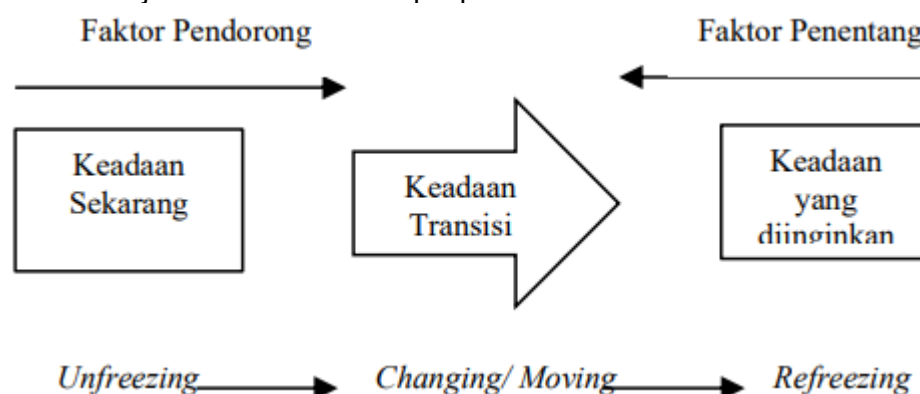 Faktor Pendorong
Faktor Penentang
Keadaan
Sekarang
Keadaan
Transisi
Keadaan
yang
diinginkan
Unfreezing
Changing/ Moving
Refreezing